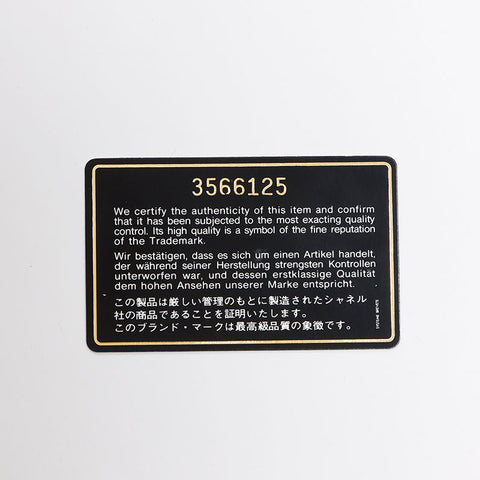 3566125
We certify the authenticity of this item and confirm
that it has been subjected to the most exacting quality
control. Its high quality is a symbol of the fine reputation
of the Trademark.
Wir bestätigen, dass es sich um einen Artikel handelt,
der während seiner Herstellung strengsten Kontrollen
unterworfen war, und dessen erstklassige Qualität
dem hohen Ansehen unserer Marke entspricht.
この製品は厳しい管理のもとに製造されたシャネル
社の商品であることを証明いたします。
このブランド・マークは最高級品質の象徴です。